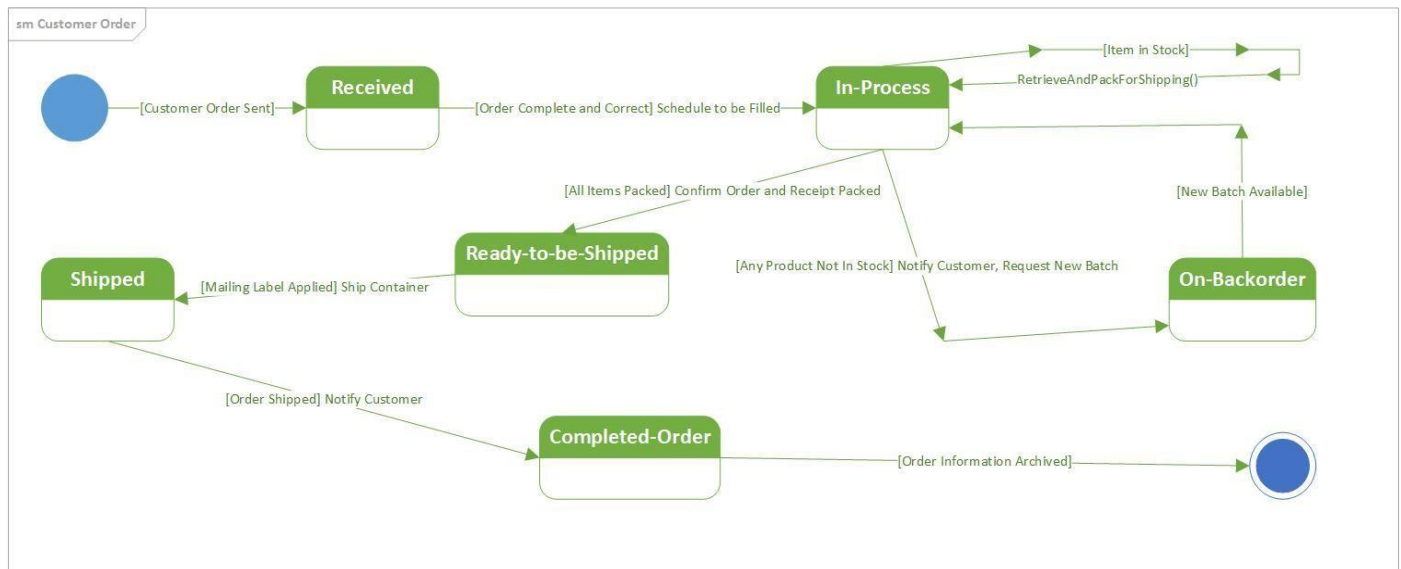 sm Customer Order
[Item in Stock]
RetrieveAndPackForShipping()
Received
In-Process
[Customer Order Sent]
[Order Complete and Correct] Schedule to be Filled
[All Items Packed] Confirm Order and Receipt Packed
[New Batch Available]
Ready-to-be-Shipped
[Any Product Not In Stock] Notify Customer, Request New Batch
Shipped
On-Backorder
[Mailing Label Applied] Ship Container
[Order Shipped] Notify Customer
Completed-Order
[Order Information Archived]